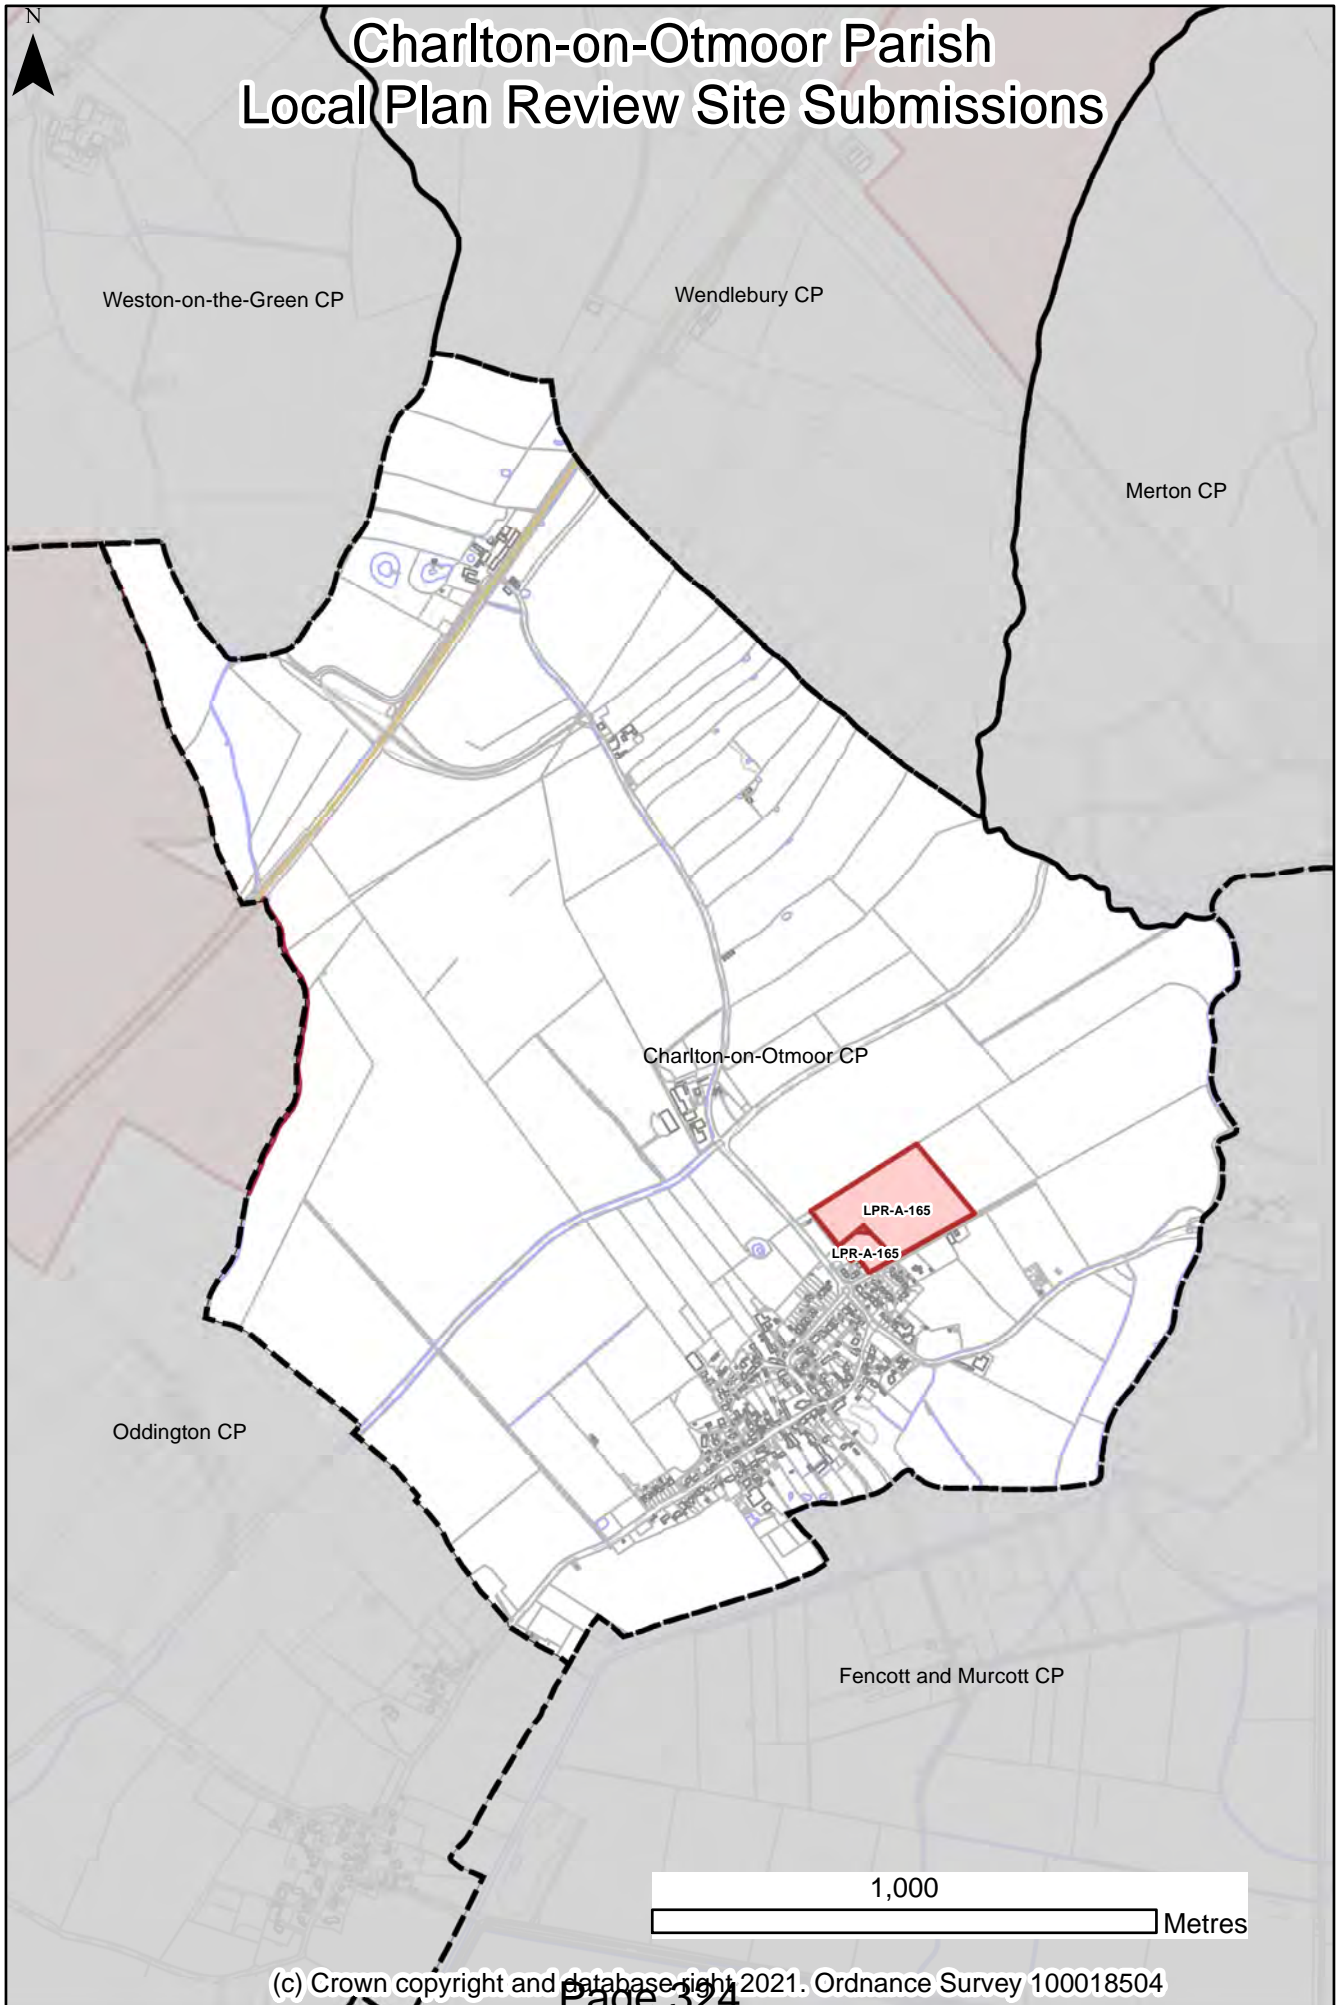 N
Charlton-on-Otmoor Parish
Local Plan Review Site Submissions
Weston-on-the-Green CP
Wendlebury CP
Merton CP
Charlton-on-Otmoor CP
LPR-A-165
LPR-A-165
Oddington CP
Fencott and Murcott CP
1,000
Metres
(c) Crown copyright and database right 2021. Ordnance Survey 100018504
Page 324